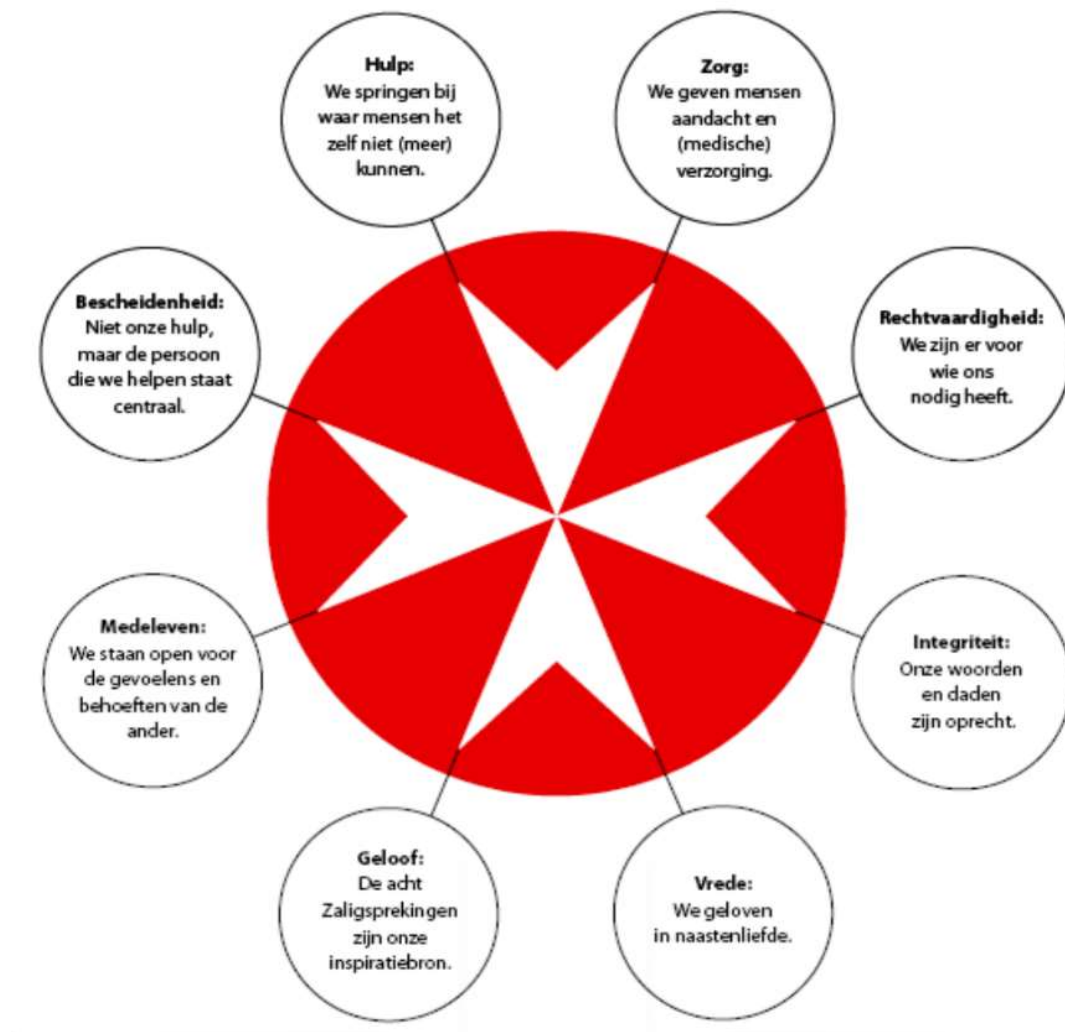 Hulp:
We springen bij
waar mensen het
zelf niet (meer)
kunnen.
Zorg:
We geven mensen
aandacht en
(medische)
verzorging.
Bescheidenheid:
Niet onze hulp,
maar de persoon
die we helpen staat
centraal.
Rechtvaardigheid:
We zijn er voor
wie ons
nodig heeft.
Medeleven:
We staan open voor
de gevoelens en
behoeften van de
ander.
Integriteit:
Onze woorden
en daden
zijn oprecht.
Geloof:
De acht
Zaligsprekingen
zijn onze
inspiratiebron.
Vrede:
We geloven
in naastenliefde.